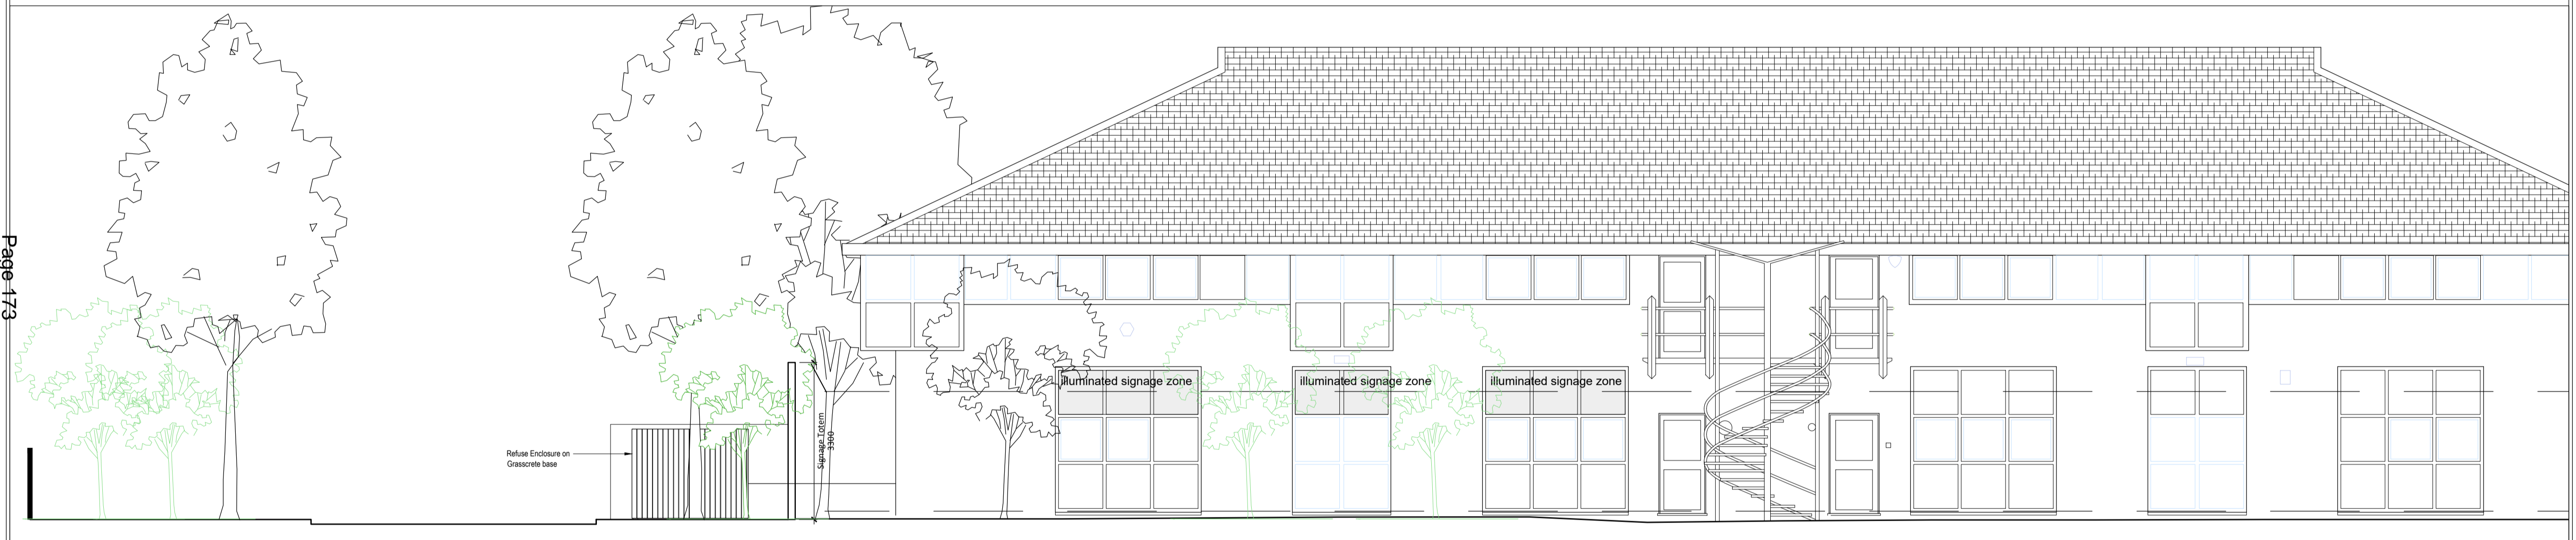 Page 173
Refuse Enclosure on
Grasscrete base
Signage Totem
3300
illuminated signage zone
illuminated signage zone
illuminated signage zone